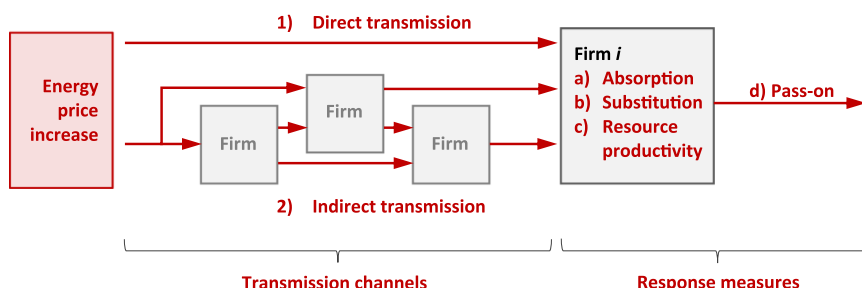 1) Direct transmission
Energy
price
increase
Firm
Firm
Firm
2) Indirect transmission
Firm i
a) Absorption
b) Substitution
c) Resource
productivity
d) Pass-on
Transmission channels
Response measures